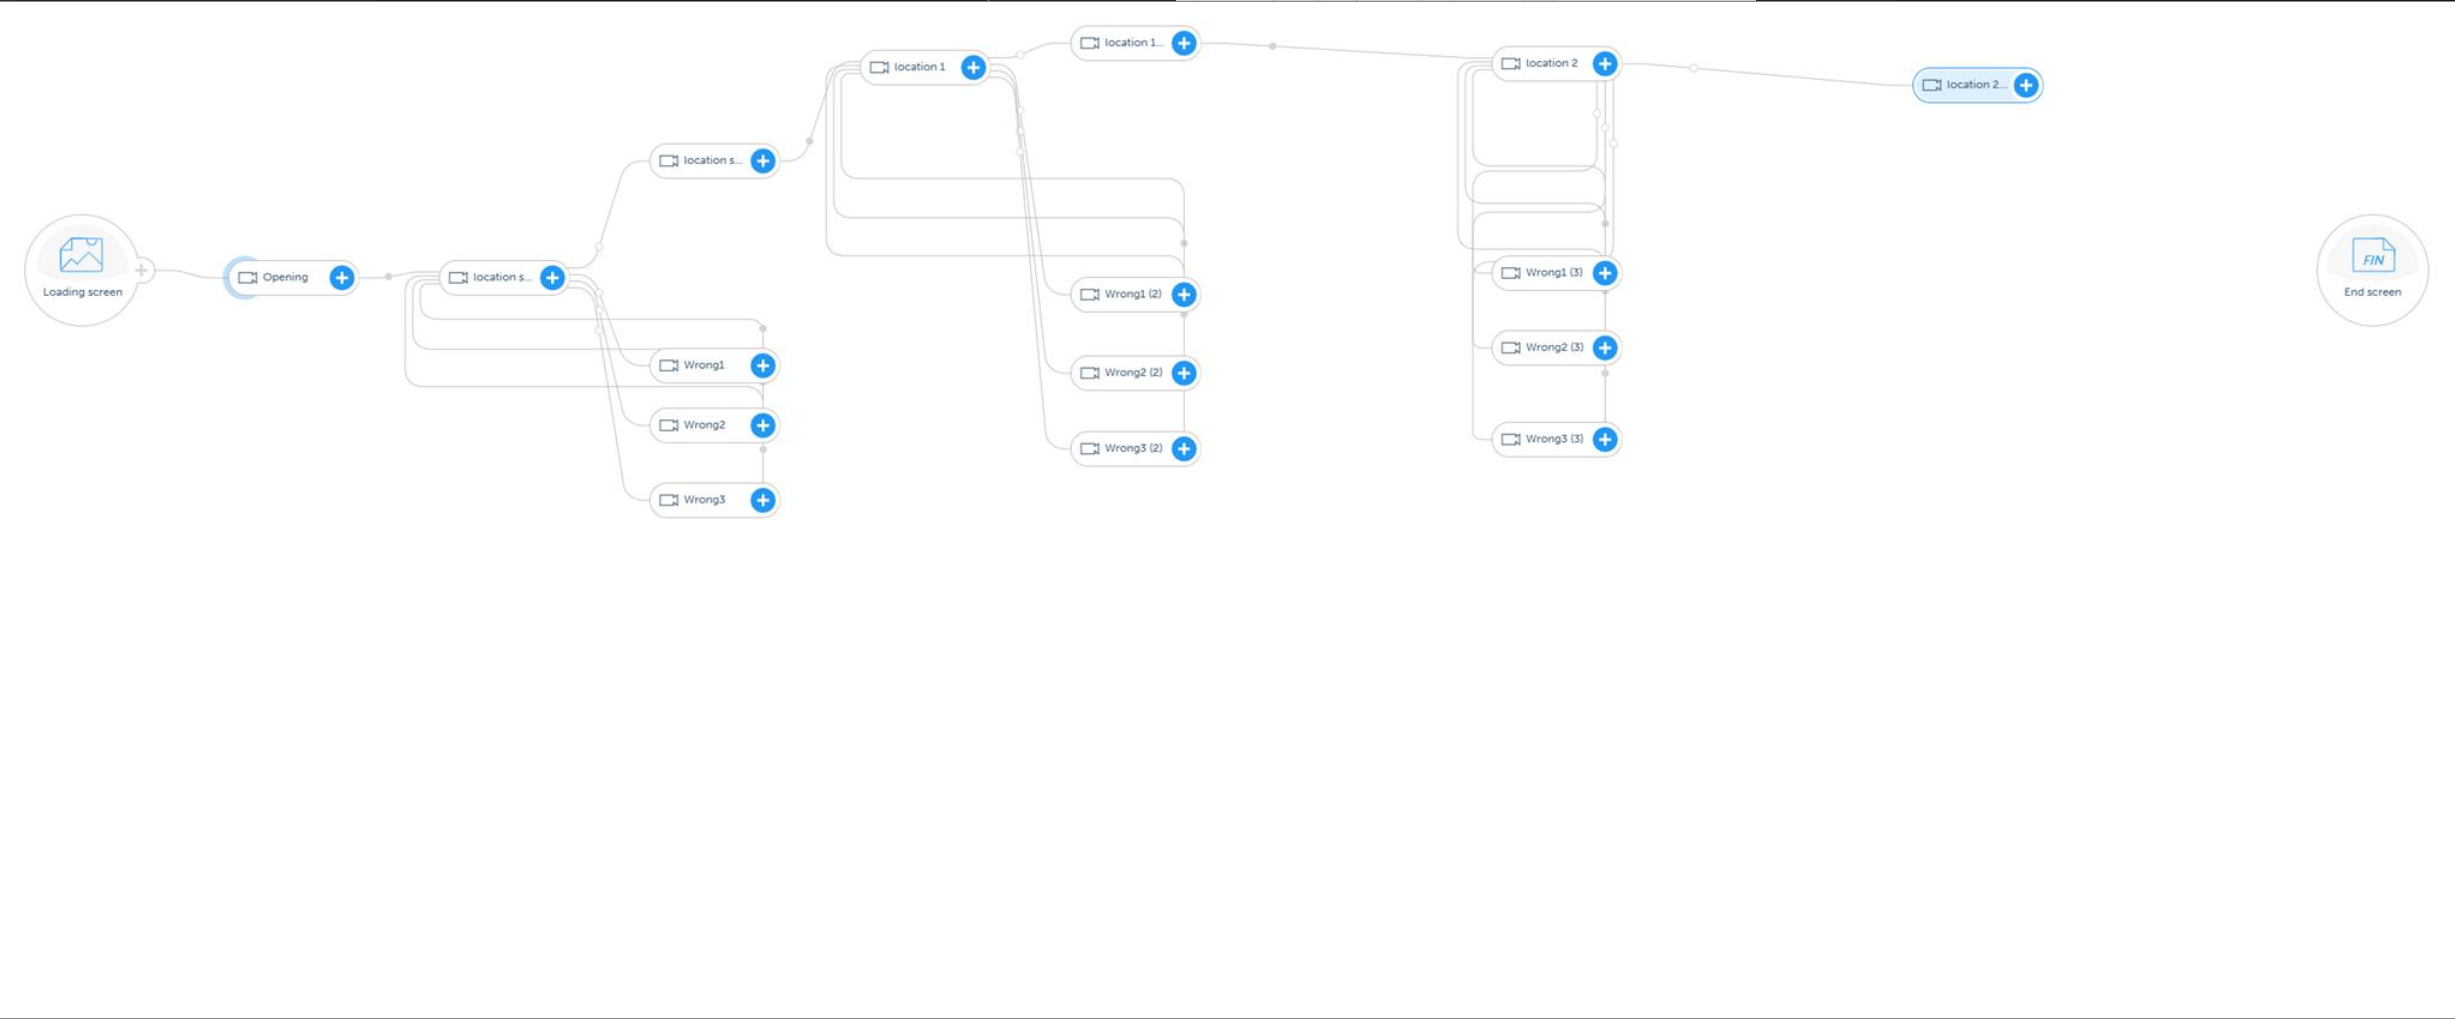 Loading screen
Opening
location s...
location s...
Wrong1
Wrong2
Wrong3
location 1
location 1...
Wrong1 (2)
Wrong2 (2)
Wrong3 (2)
location 2
Wrong1 (3)
Wrong2 (3)
Wrong3 (3)
location 2...
FIN
End screen